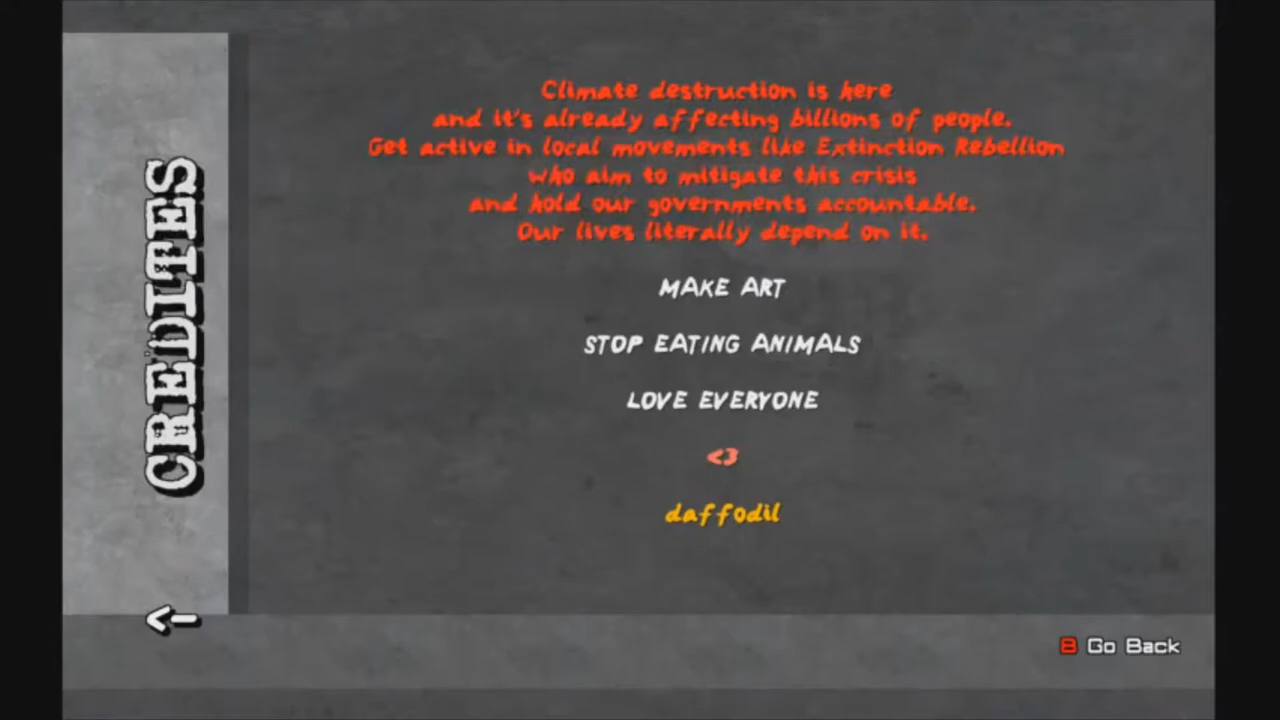 CREDITES
Climate destruction is here
and it's already affecting billions of people.
Get active in local movements like Extinction Rebellion
who aim to mitigate this crisis
and hold our governments accountable.
Our lives literally depend on it.
MAKE ART
STOP EATING ANIMALS
LOVE EVERYONE
<3
daffodil
<-
B Go Back